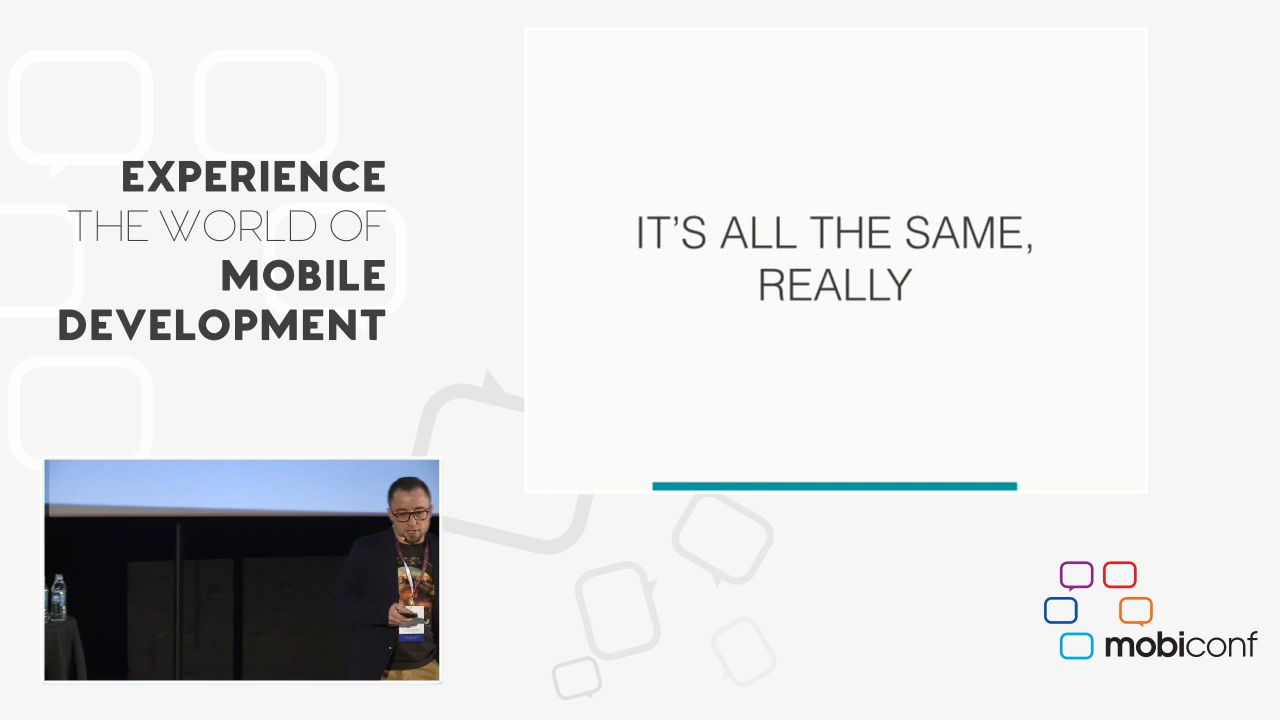 EXPERIENCE
THE WORLD OF
MOBILE
DEVELOPMENT
IT'S ALL THE SAME,
REALLY
mobiconf